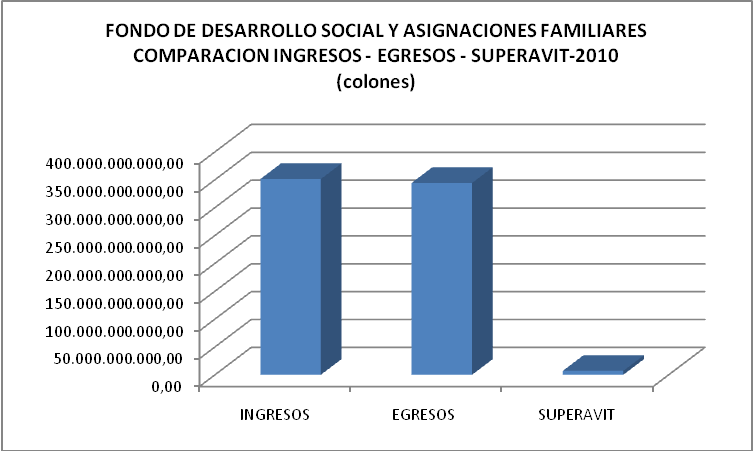 FONDO DE DESARROLLO SOCIAL Y ASIGNACIONES FAMILIARES
COMPARACION INGRESOS - EGRESOS - SUPERAVIT-2010
(colones)
400.000.000.000,00
350.000.000.000,00
300.000.000.000,00
250.000.000.000,00
200.000.000.000,00
150.000.000.000,00
100.000.000.000,00
50.000.000.000,00
0,00
INGRESOS
EGRESOS
SUPERAVIT